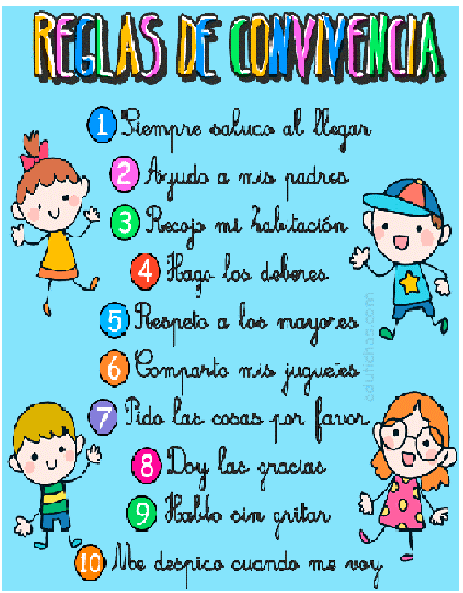 REGLAS DE CONVIVENCIA
1 Siempre saludo al llegar
2 Ayudo a mis padres
3 Recojo mi habitación
4 Hago los deberes
5 Respeto a los mayores
6 Comparto mis juguetes
7 Pido las cosas por favor
8 Doy las gracias
9 Hablo sin gritar
10 Me despido cuando me voy
edufichas.com